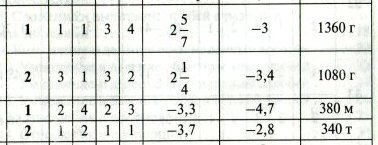 1 1 1 3 4 2 5/7 −3 1360 г
2 3 1 3 2 2 1/4 −3,4 1080 г
1 2 4 2 3 −3,3 −4,7 380 м
2 1 2 1 1 −3,7 −2,8 340 т